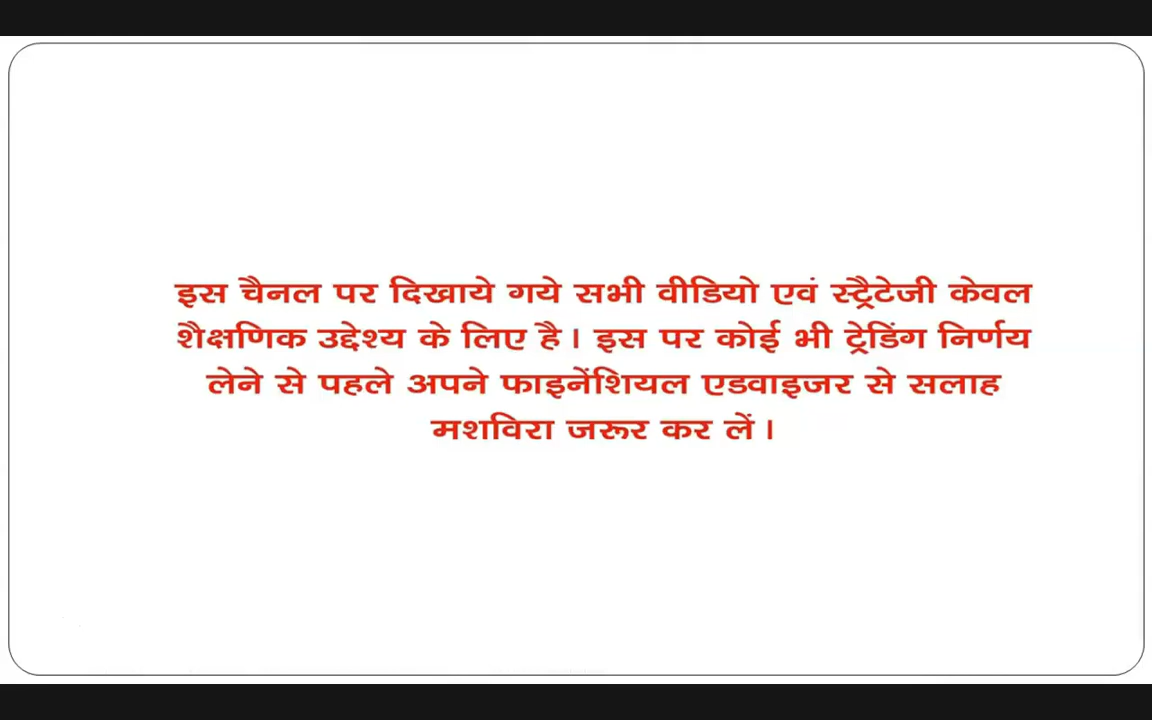 इस चैनल पर दिखाये गये सभी वीडियो एवं स्ट्रैटेजी केवल
शैक्षणिक उद्देश्य के लिए है। इस पर कोई भी ट्रेडिंग निर्णय
लेने से पहले अपने फाइनेंशियल एडवाइजर से सलाह
मशविरा जरूर कर लें।